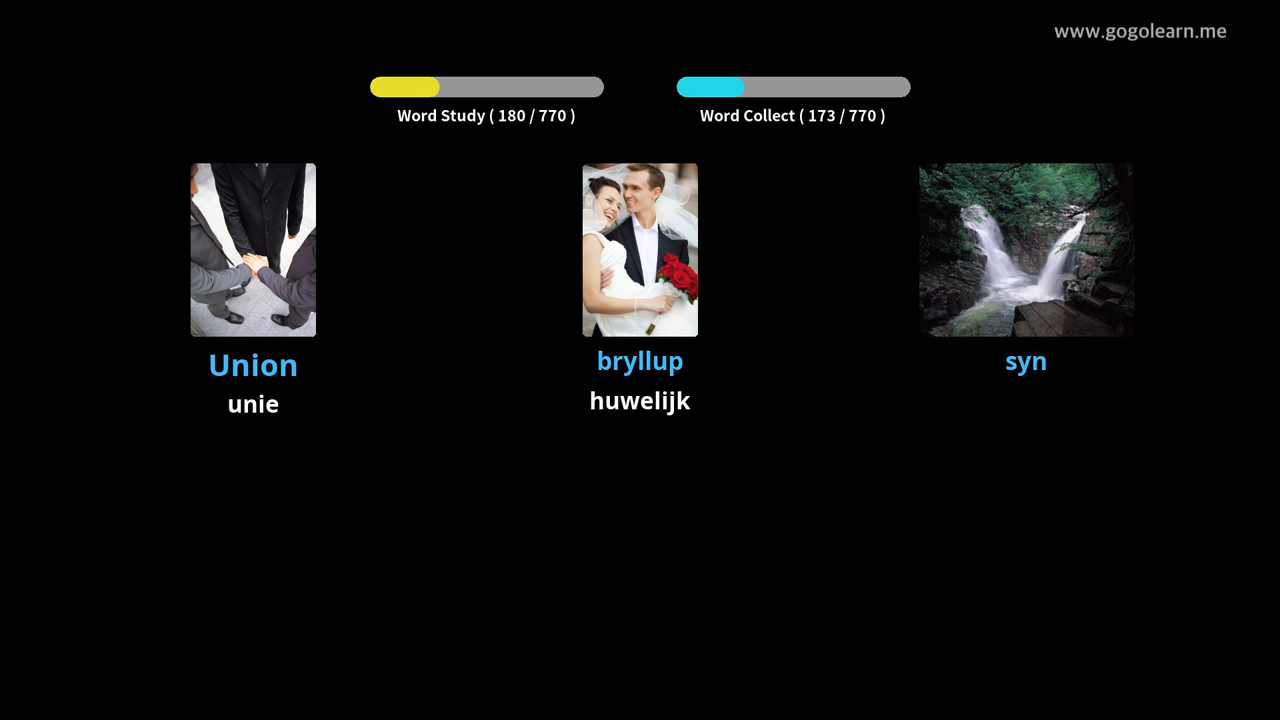 www.gogolearn.me
Word Study ( 180 / 770 )
Word Collect ( 173 / 770 )
Union
unie
bryllup
huwelijk
syn